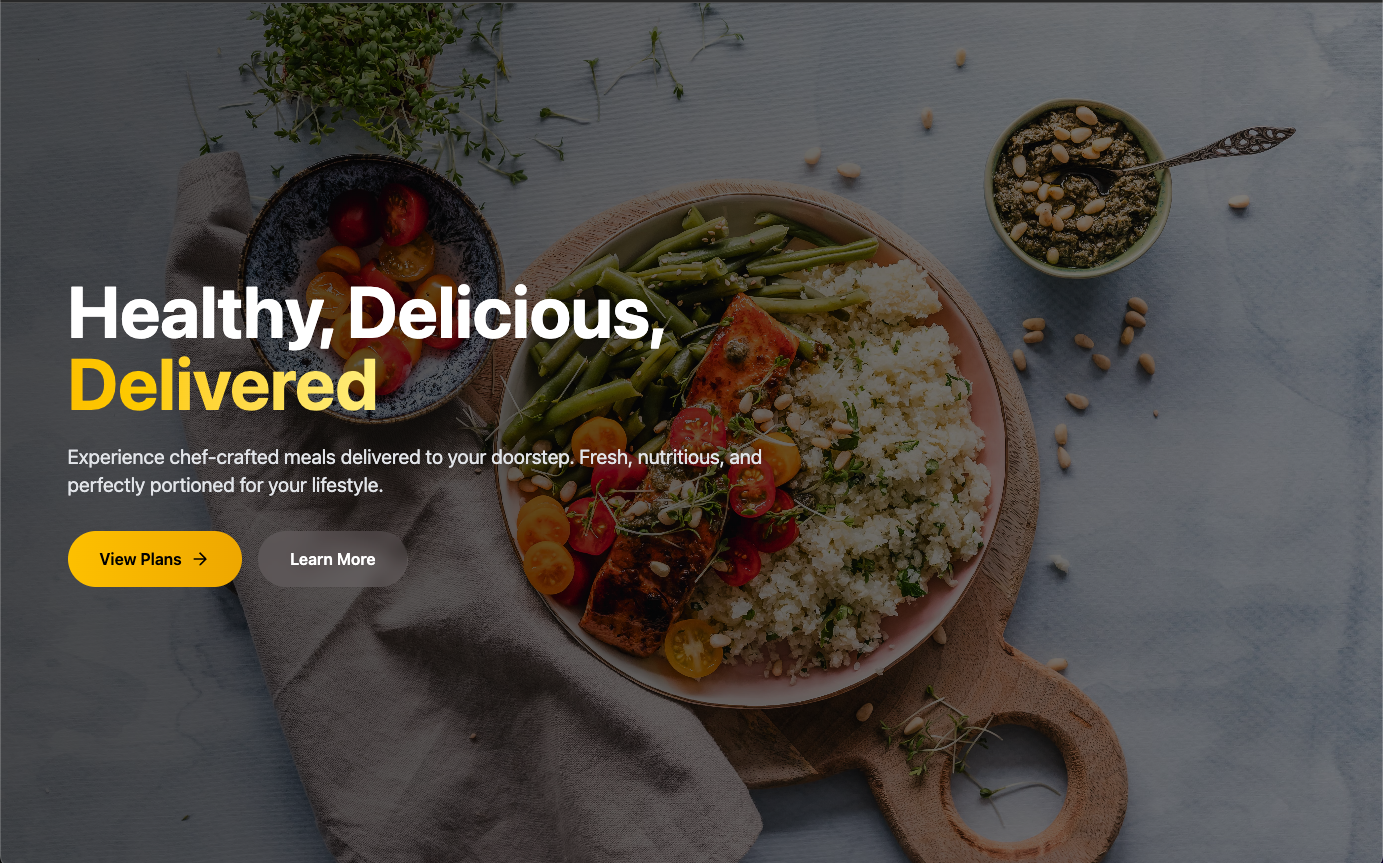 Healthy, Delicious,
Delivered
Experience chef-crafted meals delivered to your doorstep. Fresh, nutritious, and
perfectly portioned for your lifestyle.
View Plans →
Learn More